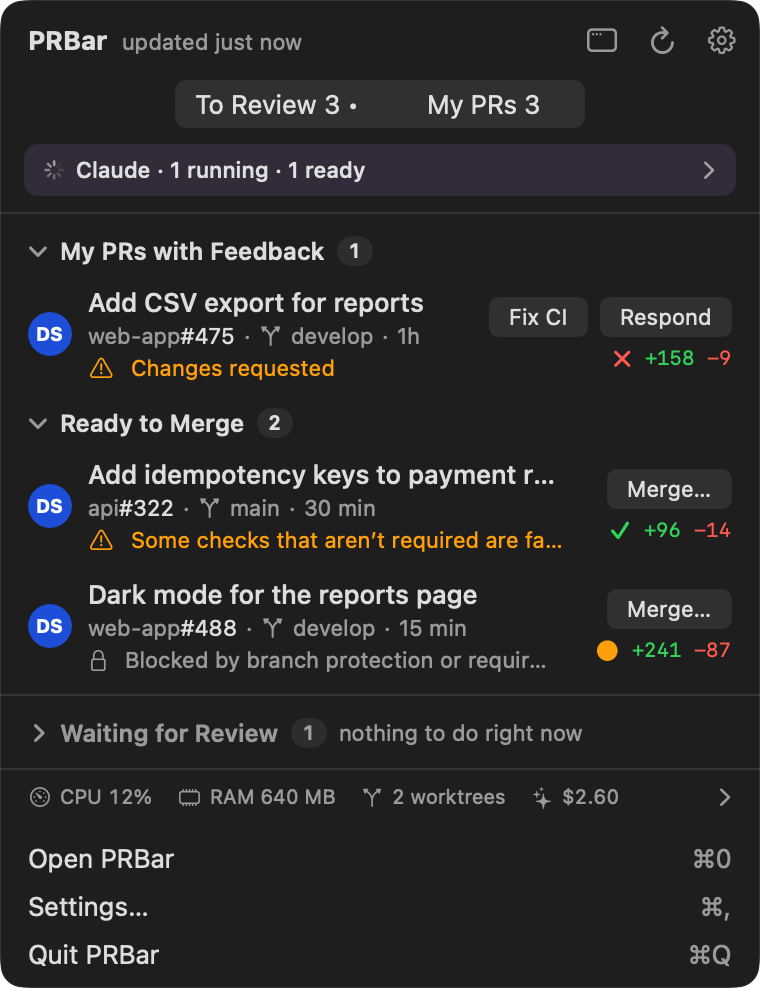 PRBar updated just now
To Review 3 • My PRs 3
Claude · 1 running · 1 ready
My PRs with Feedback 1
DS
Add CSV export for reports
Fix CI Respond
web-app#475 · develop · 1h
Changes requested
+158 −9
Ready to Merge 2
DS
Add idempotency keys to payment r...
Merge...
api#322 · main · 30 min
Some checks that aren’t required are fa...
+96 −14
DS
Dark mode for the reports page
Merge...
web-app#488 · develop · 15 min
Blocked by branch protection or requir...
+241 −87
Waiting for Review 1 nothing to do right now
CPU 12% RAM 640 MB 2 worktrees $2.60
Open PRBar ⌘0
Settings... ⌘,
Quit PRBar ⌘Q